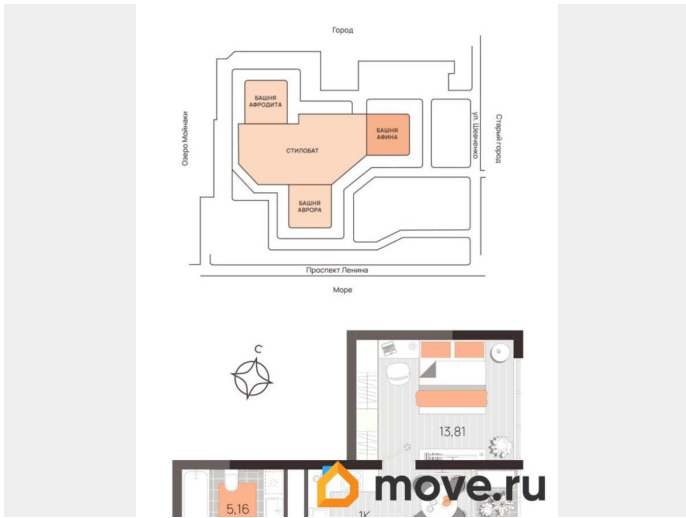 Город
БАШНЯ
АФРОДИТА
Озеро Мойнаки
СТИЛОБАТ
БАШНЯ
АФИНА
ул. Шевченко
Старый город
БАШНЯ
АВРОРА
Проспект Ленина
Море
С
13,81
5,16
1К
move.ru